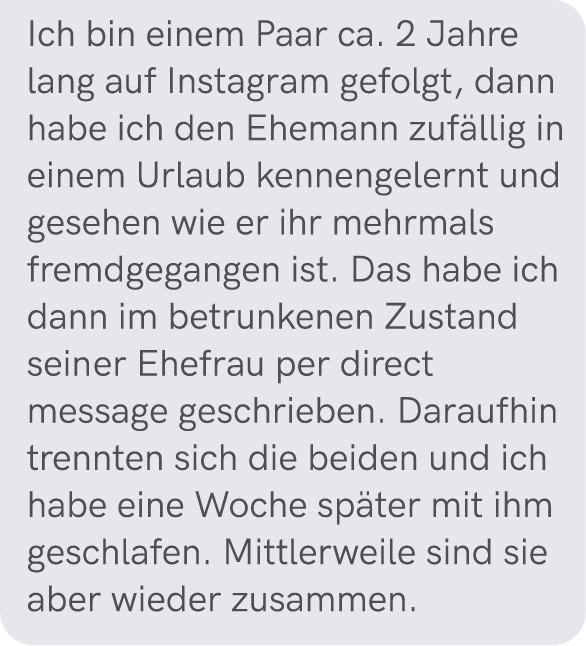 Ich bin einem Paar ca. 2 Jahre
lang auf Instagram gefolgt, dann
habe ich den Ehemann zufällig in
einem Urlaub kennengelernt und
gesehen wie er ihr mehrmals
fremdgegangen ist. Das habe ich
dann im betrunkenen Zustand
seiner Ehefrau per direct
message geschrieben. Daraufhin
trennten sich die beiden und ich
habe eine Woche später mit ihm
geschlafen. Mittlerweile sind sie
aber wieder zusammen.